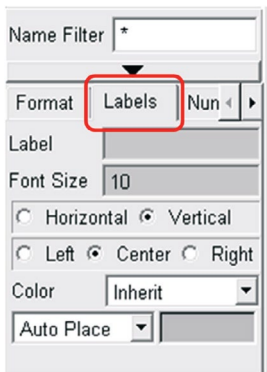 Name Filter *
Format Labels Nun
Label
Font Size 10
Horizontal Vertical
Left Center Right
Color Inherit
Auto Place